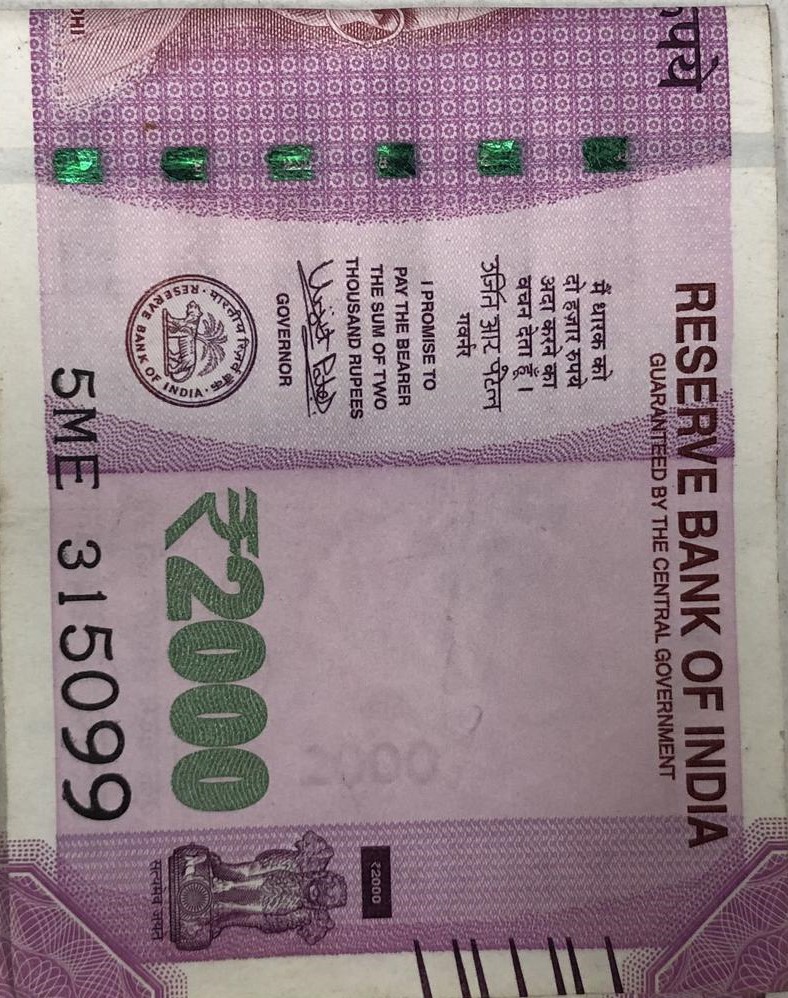 RESERVE BANK OF INDIA
GUARANTEED BY THE CENTRAL GOVERNMENT
मैं धारक को
दो हज़ार रुपये
अदा करने का
वचन देता हूँ ।
उर्जित आर पटेल
गवर्नर
I PROMISE TO
PAY THE BEARER
THE SUM OF TWO
THOUSAND RUPEES
Urjit Patel
GOVERNOR
भारतीय रिज़र्व बैंक
RESERVE BANK OF INDIA
₹2000
2000
₹2000
सत्यमेव जयते
5ME 315099